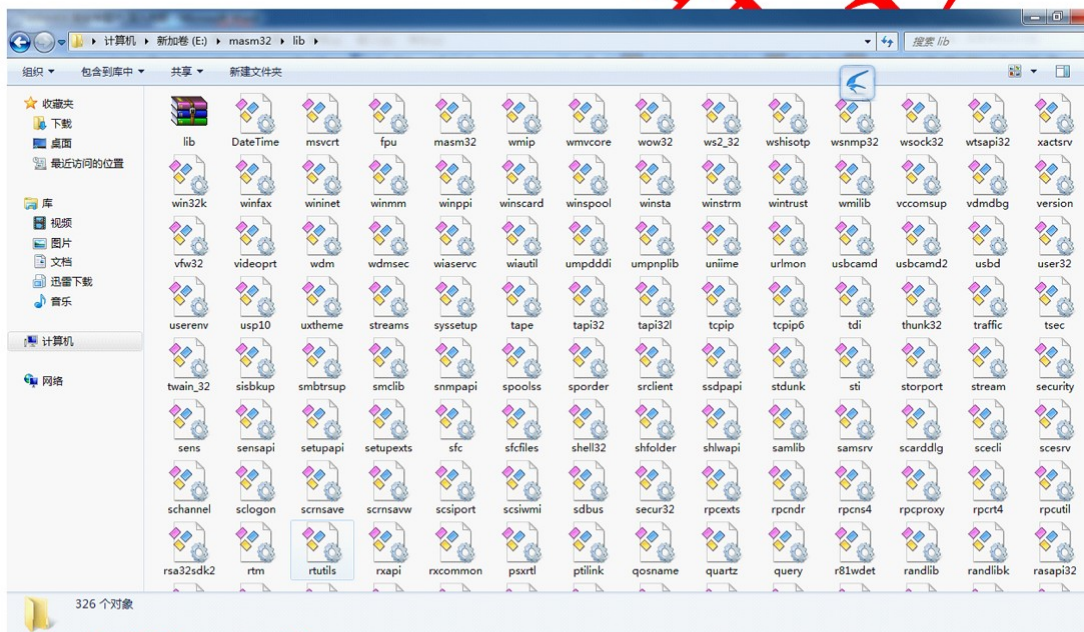 计算机 新加卷 (E:) masm32 lib
搜索 lib
组织 包含到库中 共享 新建文件夹
收藏夹
下载
桌面
最近访问的位置
库
视频
图片
文档
迅雷下载
音乐
计算机
网络
lib DateTime msvcrt fpu masm32 wmip wmvcore wow32 ws2_32 wshisotp wsnmp32 wsock32 wtsapi32 xactsrv
win32k winfax wininet winmm winppi winscard winspool winsta winstrm wintrust wmilib vccomsup vdmdbg version
vfw32 videoprt wdm wdmsec wiaservc wiautil umpdddi umpnplib uniime urlmon usbcamd usbcamd2 usbd user32
userenv usp10 uxtheme streams syssetup tape tapi32 tapi32l tcpip tcpip6 tdi thunk32 traffic tsec
twain_32 sisbkup smbtrsup smclib snmpapi spoolss sporder srclient ssdpapi stdunk sti storport stream security
sens sensapi setupapi setupexts sfc sfcfiles shell32 shfolder shlwapi samlib samsrv scarddlg scecli scesrv
schannel sclogon scrnsave scrnsavw scsiport scsiwmi sdbus secur32 rpcexts rpcndr rpcns4 rpcproxy rpcrt4 rpcutil
rsa32sdk2 rtm rtutils rxapi rxcommon psxrtl ptilink qosname quartz query r81wdet randlib randlibk rasapi32
326 个对象